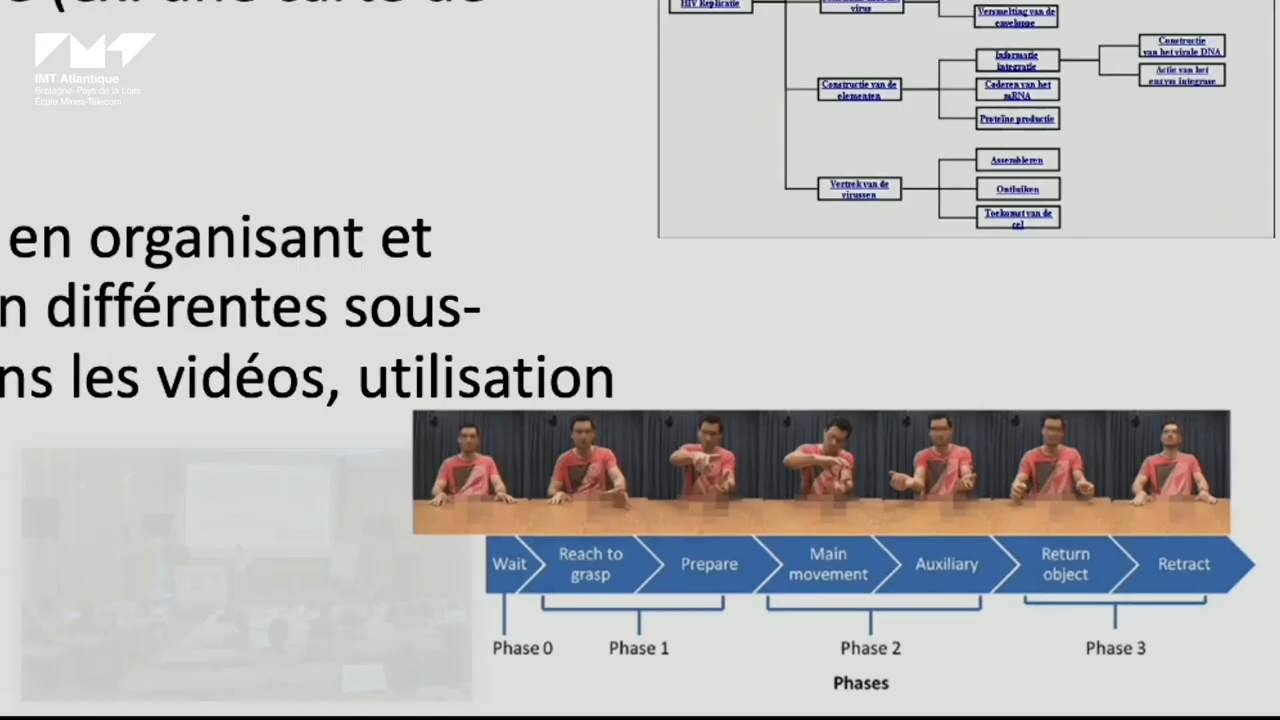 IMT Atlantique
Bretagne-Pays de la Loire
École Mines-Télécom
HIV Replicatie
virus
Versmelting van de
enveloppe
Constructie van de
elementen
Informatie
integratie
Constructie
van het virale DNA
Actie van het
enzym integrase
Coderen van het
mRNA
Proteïne productie
Vertrek van de
virussen
Assembleren
Ontluiken
Toekomst van de
cel
en organisant et
n différentes sous-
ns les vidéos, utilisation
Wait
Reach to
grasp
Prepare
Main
movement
Auxiliary
Return
object
Retract
Phase 0
Phase 1
Phase 2
Phase 3
Phases